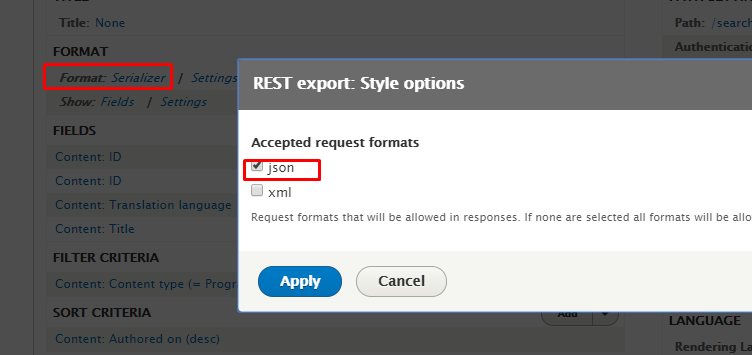 TITLE
Title: None
FORMAT
Format: Serializer / Settings
Show: Fields / Settings
FIELDS
Content: ID
Content: ID
Content: Translation language
Content: Title
FILTER CRITERIA
Content: Content type (= Progr
SORT CRITERIA
Content: Authored on (desc)
REST export: Style options
Accepted request formats
json
xml
Request formats that will be allowed in responses. If none are selected all formats will be allo
Apply
Cancel
Add
Path: /search
Authenticatio
LANGUAGE
Rendering Lan